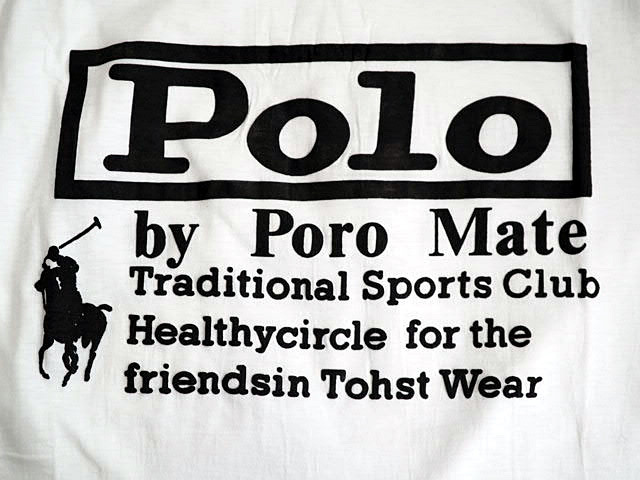 Polo
by Poro Mate
Traditional Sports Club
Healthycircle for the
friendsin Tohst Wear